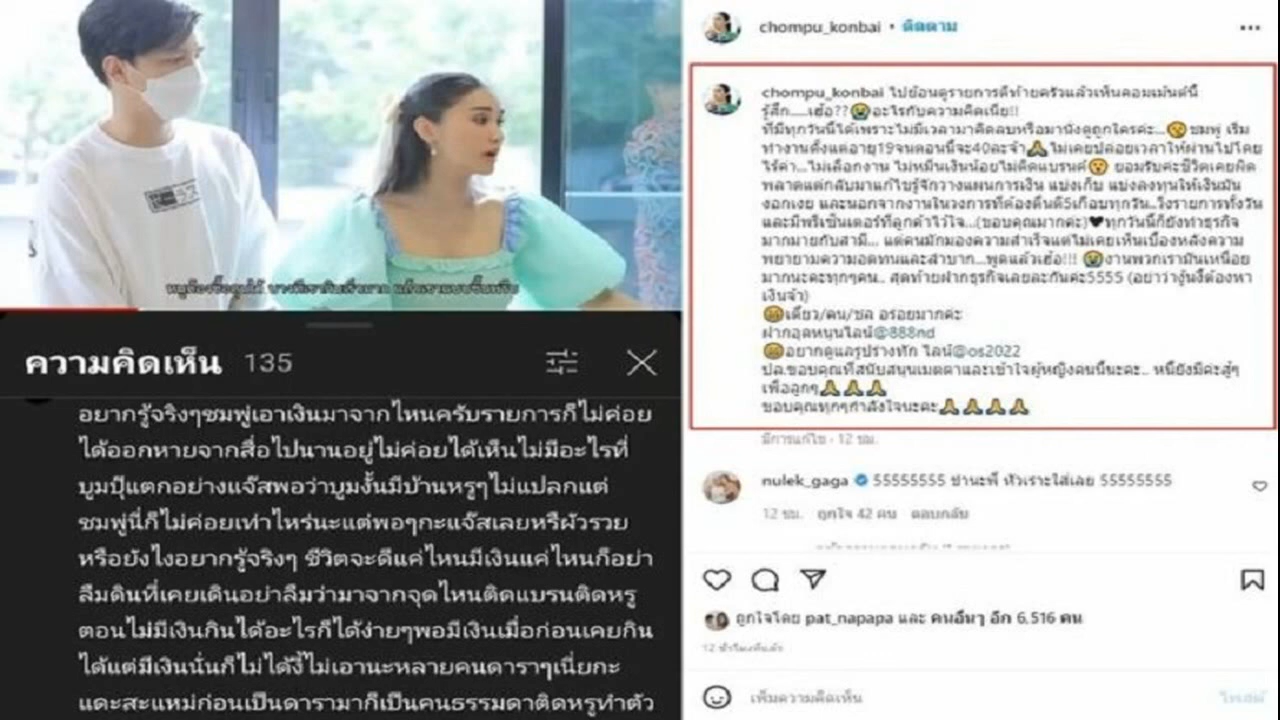 ความคิดเห็น 135
อยากรู้จริงๆชมพู่เอาเงินมาจากไหนครับรายการก็ไม่ค่อย
ได้ออกหายจากสื่อไปนานอยู่ไม่ค่อยได้เห็นไม่มีอะไรที่
บูมปุ๊แตกอย่างแจ๊สพอว่าบูมงั้นมีบ้านหรูๆไม่แปลกแต่
ชมพู่นี่ก็ไม่ค่อยเท่าไหร่นะแต่พอๆกะแจ๊สเลยหรืผัวรวย
หรือยังไงอยากรู้จริงๆ ชีวิตจะดีแค่ไหนมีเงินแค่ไหนก็อย่า
ลืมดินที่เคยเดินอย่าลืมว่ามาจากจุดไหนติดแบรนติดหรู
ตอนไม่มีเงินกินได้อะไรก็ได้ง่ายๆพอมีเงินเมื่อก่อนเคยกิน
ได้แต่มีเงินนั่นก็ไม่ได้งี้ไม่เอานะหลายคนดาราๆเนี่ยกะ
แดะสะแหม่ก่อนเป็นดารามาก็เป็นคนธรรมดาติดหรูทำตัว
chompu_konbai • ติดตาม
chompu_konbai ไปย้อนดูรายการตีท้ายครัวแล้วเห็นคอมเม้นต์นี้
รู้สึก.....เฮ้อ??😭อะไรกับความคิดเนี่ย!!
ที่มีทุกวันนี้ได้เพราะไม่มีเวลามาคิดลบหรือมานั่งดูถูกใครค่ะ...😯ชมพู่ เริ่ม
ทำงานตั้งแต่อายุ19จนตอนนี้จะ40ละจ้า🙏ไม่เคยปล่อยเวลาให้ผ่านไปโดย
ไร้ค่า...ไม่เลือกงาน ไม่หมิ่นเงินน้อยไม่ติดแบรนด์😯 ยอมรับค่ะชีวิตเคยผิด
พลาดแต่กลับมาแก้ไขรู้จักวางแผนการเงิน แบ่งเก็บ แบ่งลงทุนให้เงินมัน
งอกเงย และนอกจากงานในวงการที่ต้องตื่นตี5เกือบทุกวัน..วิ่งรายการทั้งวัน
และมีพรีเซ็นเตอร์ที่ลูกค้าไว้ใจ...(ขอบคุณมากค่ะ)🖤ทุกวันนี้ก็ยังทำธุรกิจ
มากมายกับสามี... แต่คนมักมองความสำเร็จแต่ไม่เคยเห็นเบื้องหลังความ
พยายามความอดทนและลำบาก...พูดแล้วเฮ้อ!!! 😭งานพวกเรามันเหนื่อย
มากนะคะทุกๆคน.. สุดท้ายฝากธุรกิจเลยละกันค่ะ5555 (อย่าว่างู้นงี้ต้องหา
เงินจ้า)
เตี๋ยว/ตน/ชล อร่อยมากค่ะ
ฝากอุดหนุนไลน์@888nd
อยากดูแลรูปร่างทัก ไลน์@os2022
ปล.ขอบคุณที่สนับสนุนเมตตาและเข้าใจผู้หญิงคนนี้นะคะ.. หนี้ยังมีค่ะสู้ๆ
เพื่อลูกๆ🙏🙏🙏
ขอบคุณทุกๆกำลังใจนะคะ🙏🙏🙏🙏
มีการแก้ไข · 12 ชม.
nulek_gaga 55555555 ช่านะพี่ หัวเราะใส่เลย 55555555
12 ชม. ถูกใจ 42 คน ตอบกลับ
ถูกใจโดย pat_napapa และ คนอื่นๆ อีก 6,516 คน
12 ชั่วโมงที่แล้ว
เพิ่มความคิดเห็น โพสต์